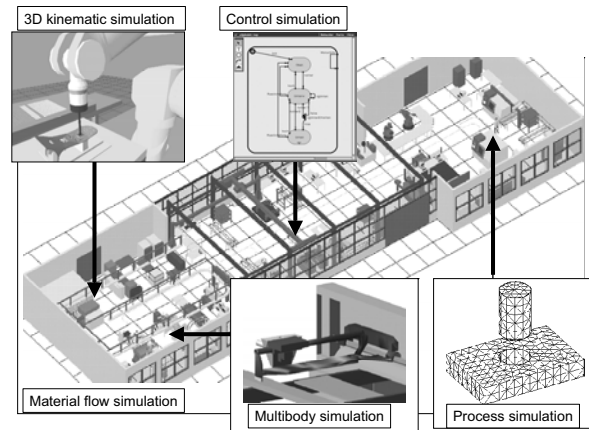 3D kinematic simulation
Control simulation
Material flow simulation
Multibody simulation
Process simulation